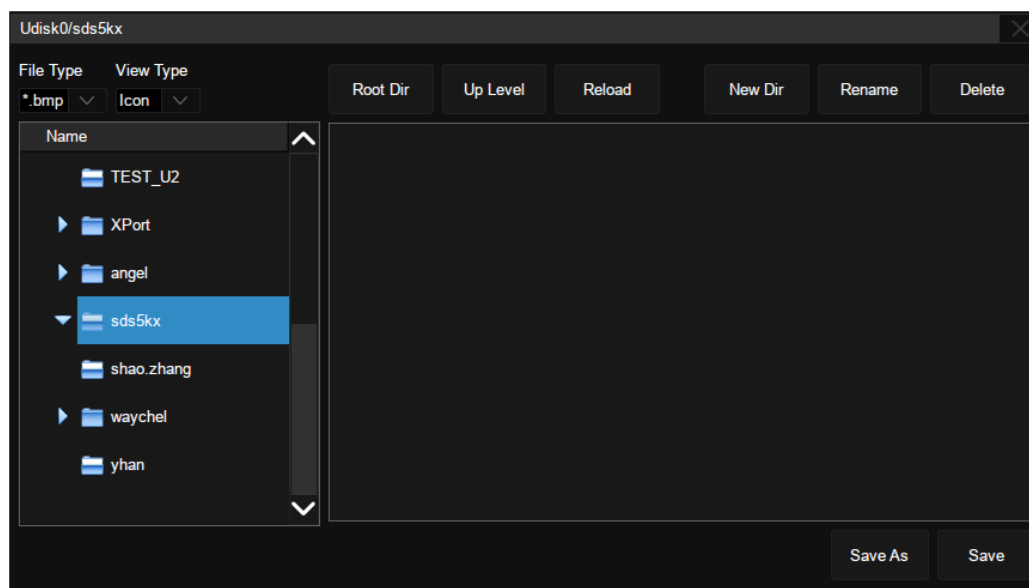 Udisk0/sds5kx
File Type View Type
*.bmp Icon
Root Dir Up Level Reload New Dir Rename Delete
Name
TEST_U2
XPort
angel
sds5kx
shao.zhang
waychel
yhan
Save As Save